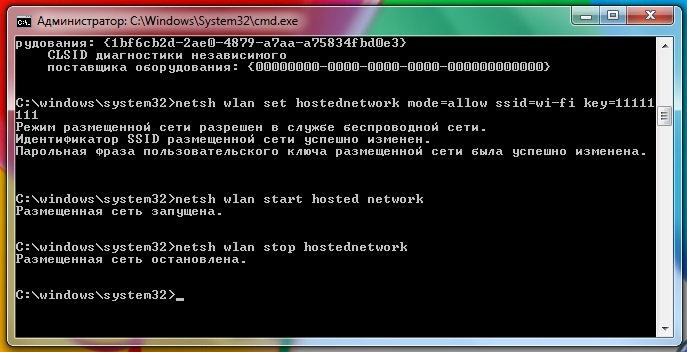 Администратор: C:\Windows\System32\cmd.exe
рудования: {1bf6cb2d-2ae0-4879-a7aa-a75834fbd0e3}
CLSID диагностики независимого
поставщика оборудования: {00000000-0000-0000-0000-000000000000}
C:\windows\system32>netsh wlan set hostednetwork mode=allow ssid=wi-fi key=11111
111
Режим размещенной сети разрешен в службе беспроводной сети.
Идентификатор SSID размещенной сети успешно изменен.
Парольная фраза пользовательского ключа размещенной сети была успешно изменена.
C:\windows\system32>netsh wlan start hosted network
Размещенная сеть запущена.
C:\windows\system32>netsh wlan stop hostednetwork
Размещенная сеть остановлена.
C:\windows\system32>_